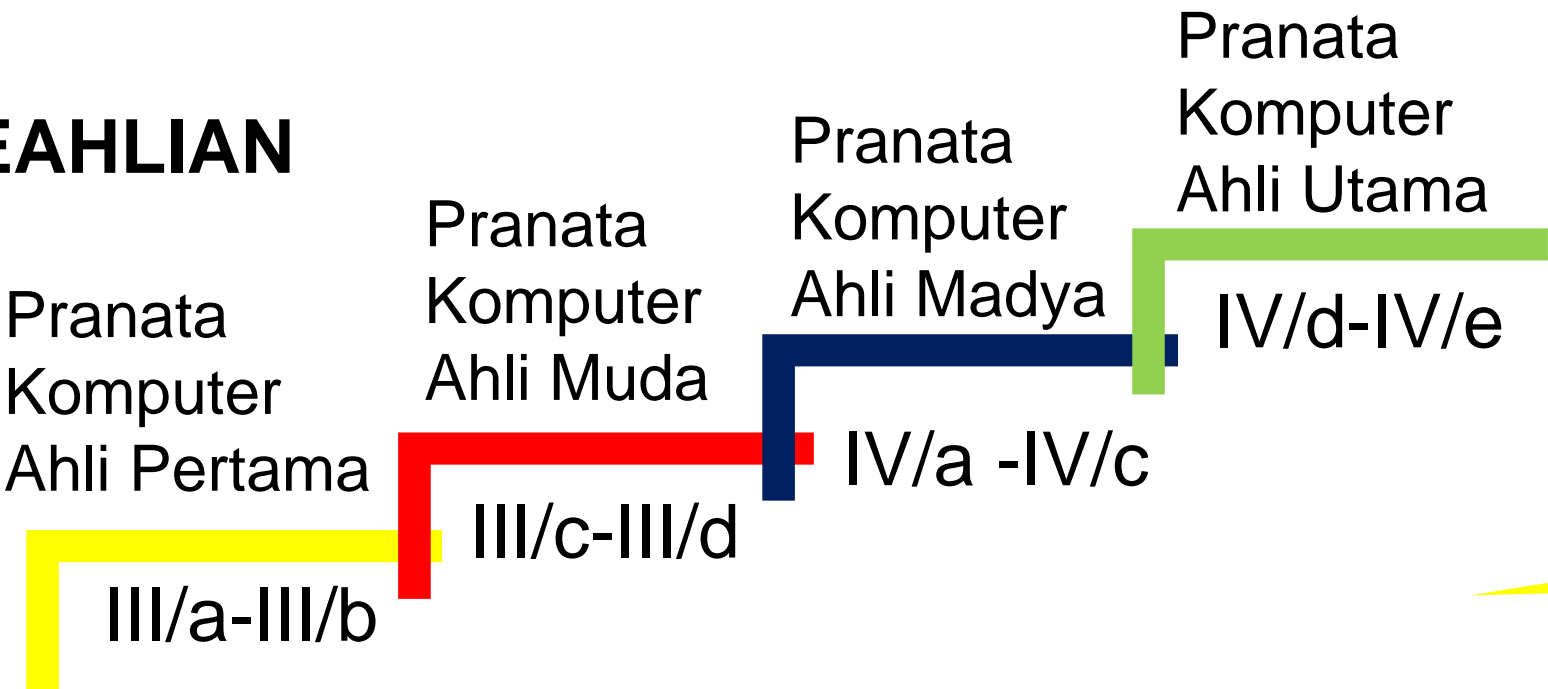 EAHLIAN
Pranata
Komputer
Ahli Pertama
III/a-III/b
Pranata
Komputer
Ahli Muda
III/c-III/d
Pranata
Komputer
Ahli Madya
IV/a -IV/c
Pranata
Komputer
Ahli Utama
IV/d-IV/e